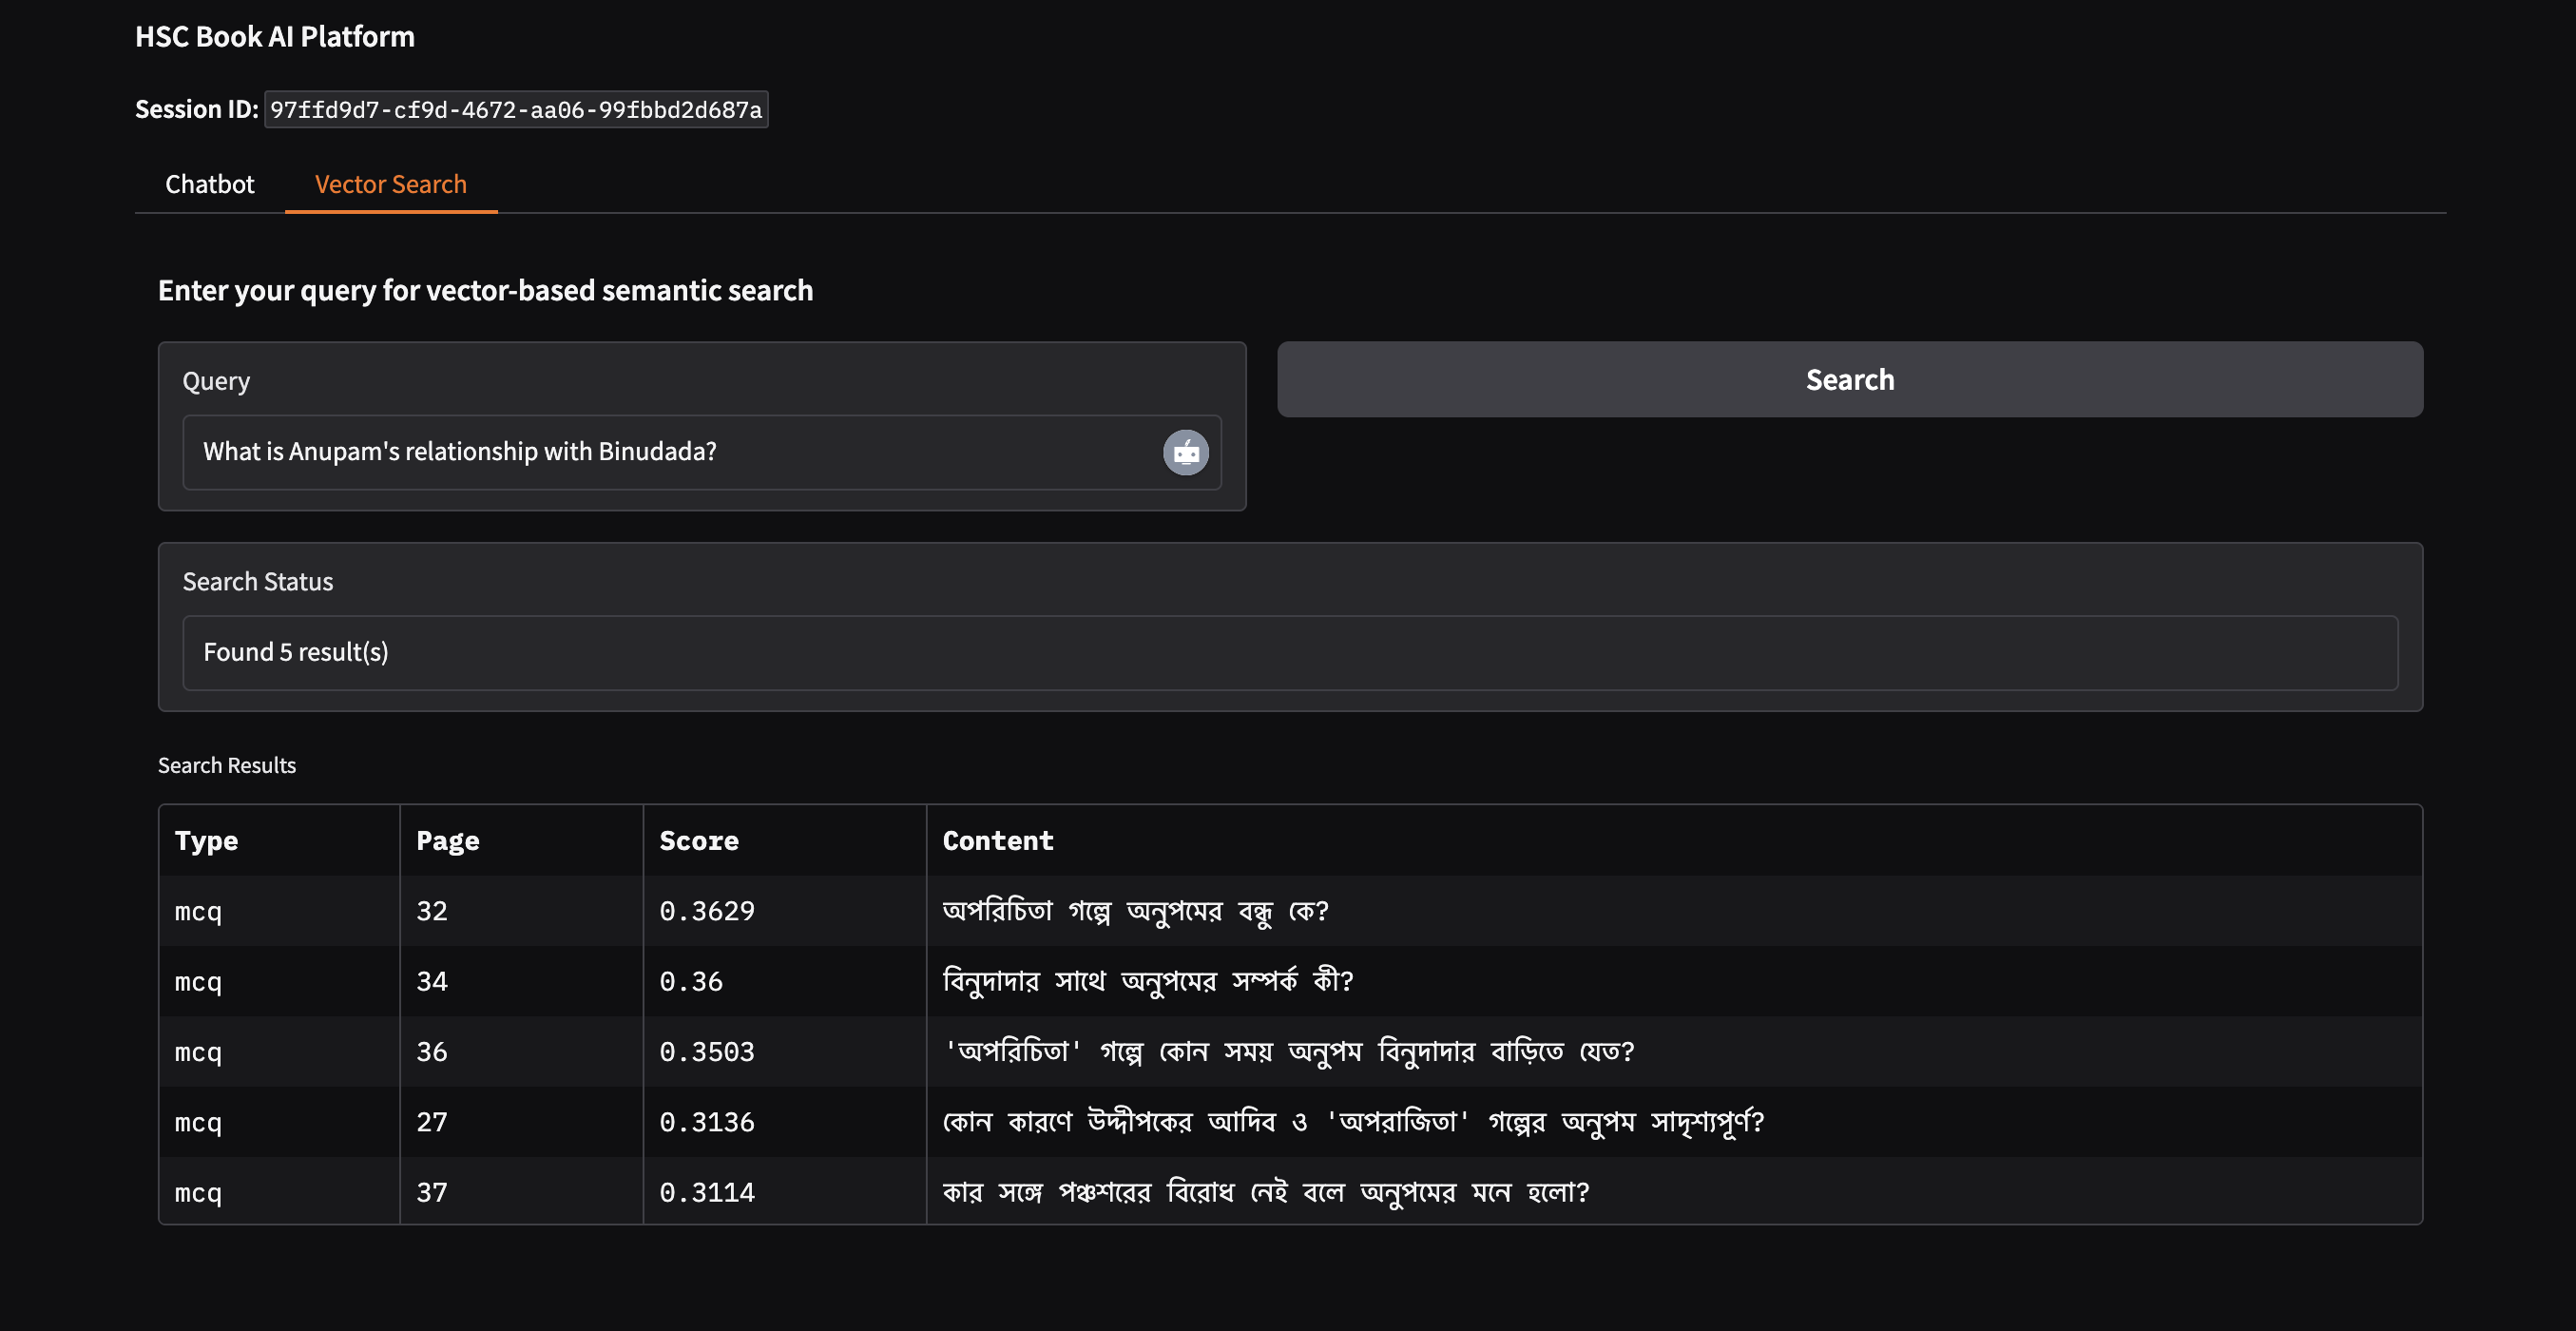 HSC Book AI Platform
Session ID: 97ffd9d7-cf9d-4672-aa06-99fbbd2d687a
Chatbot Vector Search
Enter your query for vector-based semantic search
Query
Search
What is Anupam's relationship with Binudada?
Search Status
Found 5 result(s)
Search Results
Type Page Score Content
mcq 32 0.3629 অপরিচিতা গল্পে অনুপমের বন্ধু কে?
mcq 34 0.36 বিনুদাদার সাথে অনুপমের সম্পর্ক কী?
mcq 36 0.3503 'অপরিচিতা' গল্পে কোন সময় অনুপম বিনুদাদার বাড়িতে যেত?
mcq 27 0.3136 কোন কারণে উদ্দীপকের আদিব ও 'অপরাজিতা' গল্পের অনুপম সাদৃশ্যপূর্ণ?
mcq 37 0.3114 কার সঙ্গে পঞ্চশরের বিরোধ নেই বলে অনুপমের মনে হলো?